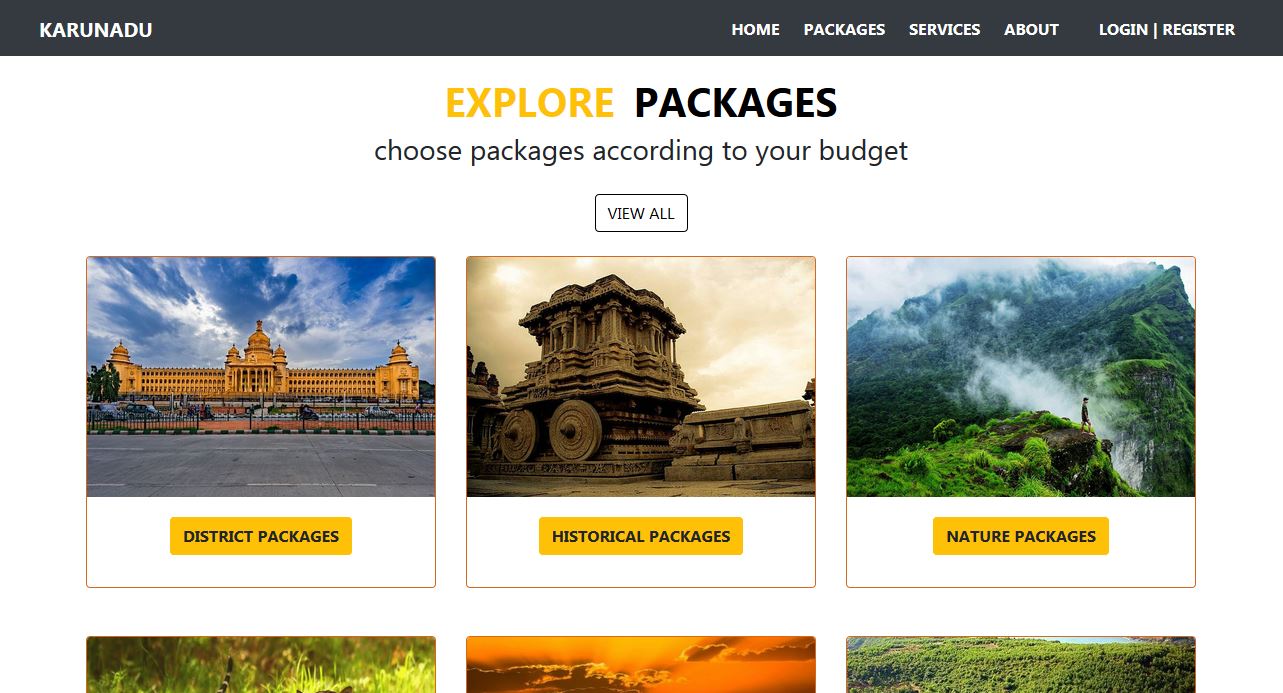 KARUNADU HOME PACKAGES SERVICES ABOUT LOGIN | REGISTER
EXPLORE PACKAGES
choose packages according to your budget
VIEW ALL
DISTRICT PACKAGES HISTORICAL PACKAGES NATURE PACKAGES